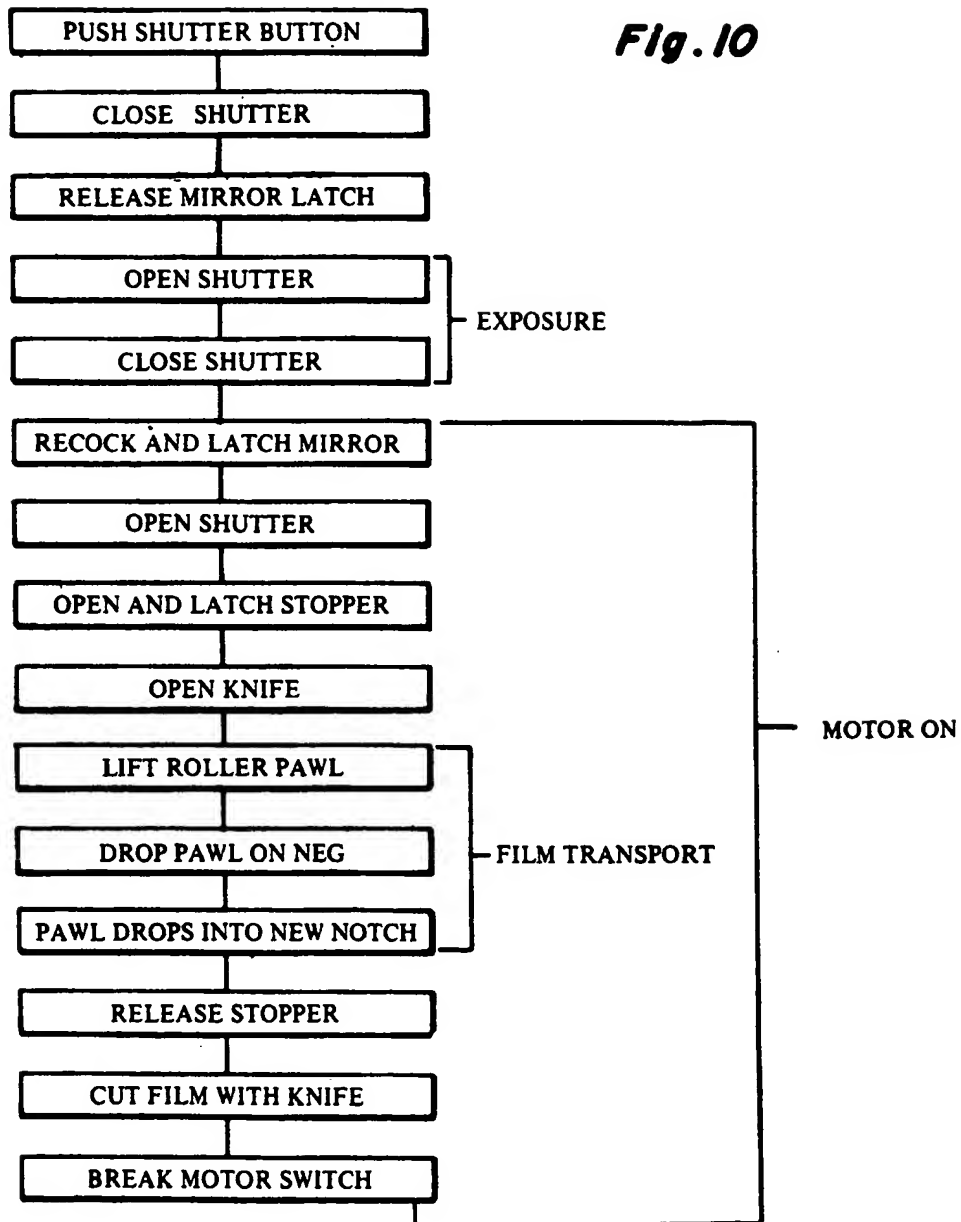 Fig. 10
PUSH SHUTTER BUTTON
CLOSE SHUTTER
RELEASE MIRROR LATCH
OPEN SHUTTER
EXPOSURE
CLOSE SHUTTER
RECOCK AND LATCH MIRROR
OPEN SHUTTER
OPEN AND LATCH STOPPER
OPEN KNIFE
MOTOR ON
LIFT ROLLER PAWL
DROP PAWL ON NEG
FILM TRANSPORT
PAWL DROPS INTO NEW NOTCH
RELEASE STOPPER
CUT FILM WITH KNIFE
BREAK MOTOR SWITCH